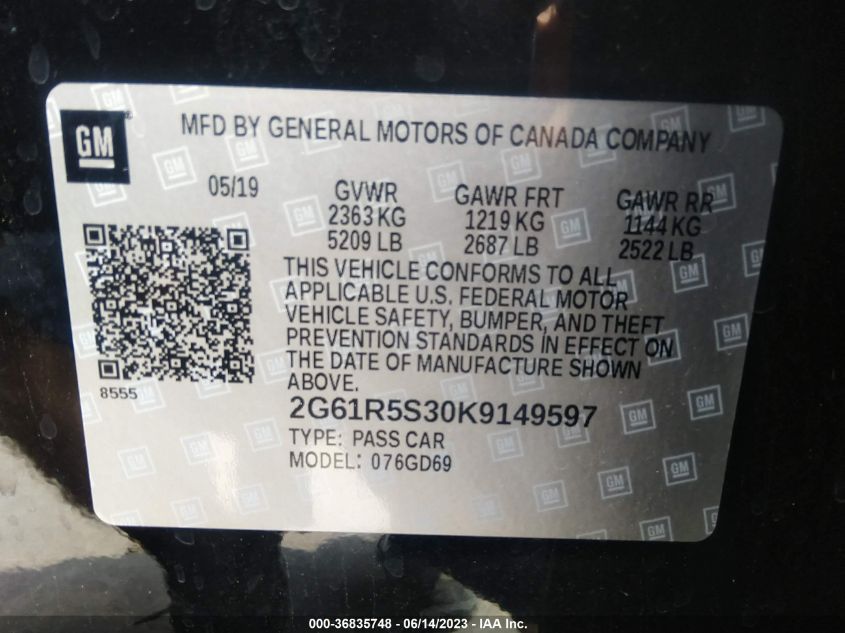 GM
MFD BY GENERAL MOTORS OF CANADA COMPANY
05/19
GVWR
2363 KG
5209 LB
GAWR FRT
1219 KG
2687 LB
GAWR RR
1144 KG
2522 LB
THIS VEHICLE CONFORMS TO ALL
APPLICABLE U.S. FEDERAL MOTOR
VEHICLE SAFETY, BUMPER, AND THEFT
PREVENTION STANDARDS IN EFFECT ON
THE DATE OF MANUFACTURE SHOWN
ABOVE.
8555
2G61R5S30K9149597
TYPE: PASS CAR
MODEL: 076GD69
000-36835748 - 06/14/2023 - IAA Inc.